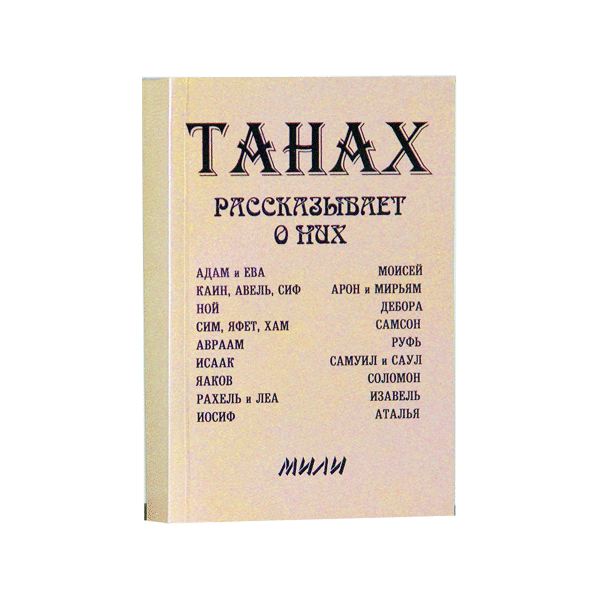 ТАНАХ
РАССКАЗЫВАЕТ
О НИХ
АДАМ и ЕВА
КАИН, АВЕЛЬ, СИФ
НОЙ
СИМ, ЯФЕТ, ХАМ
АВРААМ
ИСААК
ЯАКОВ
РАХЕЛЬ и ЛЕА
ИОСИФ
МОИСЕЙ
АРОН и МИРЬЯМ
ДЕБОРА
САМСОН
РУФЬ
САМУИЛ и САУЛ
СОЛОМОН
ИЗАВЕЛЬ
АТАЛЬЯ
МИЛИ